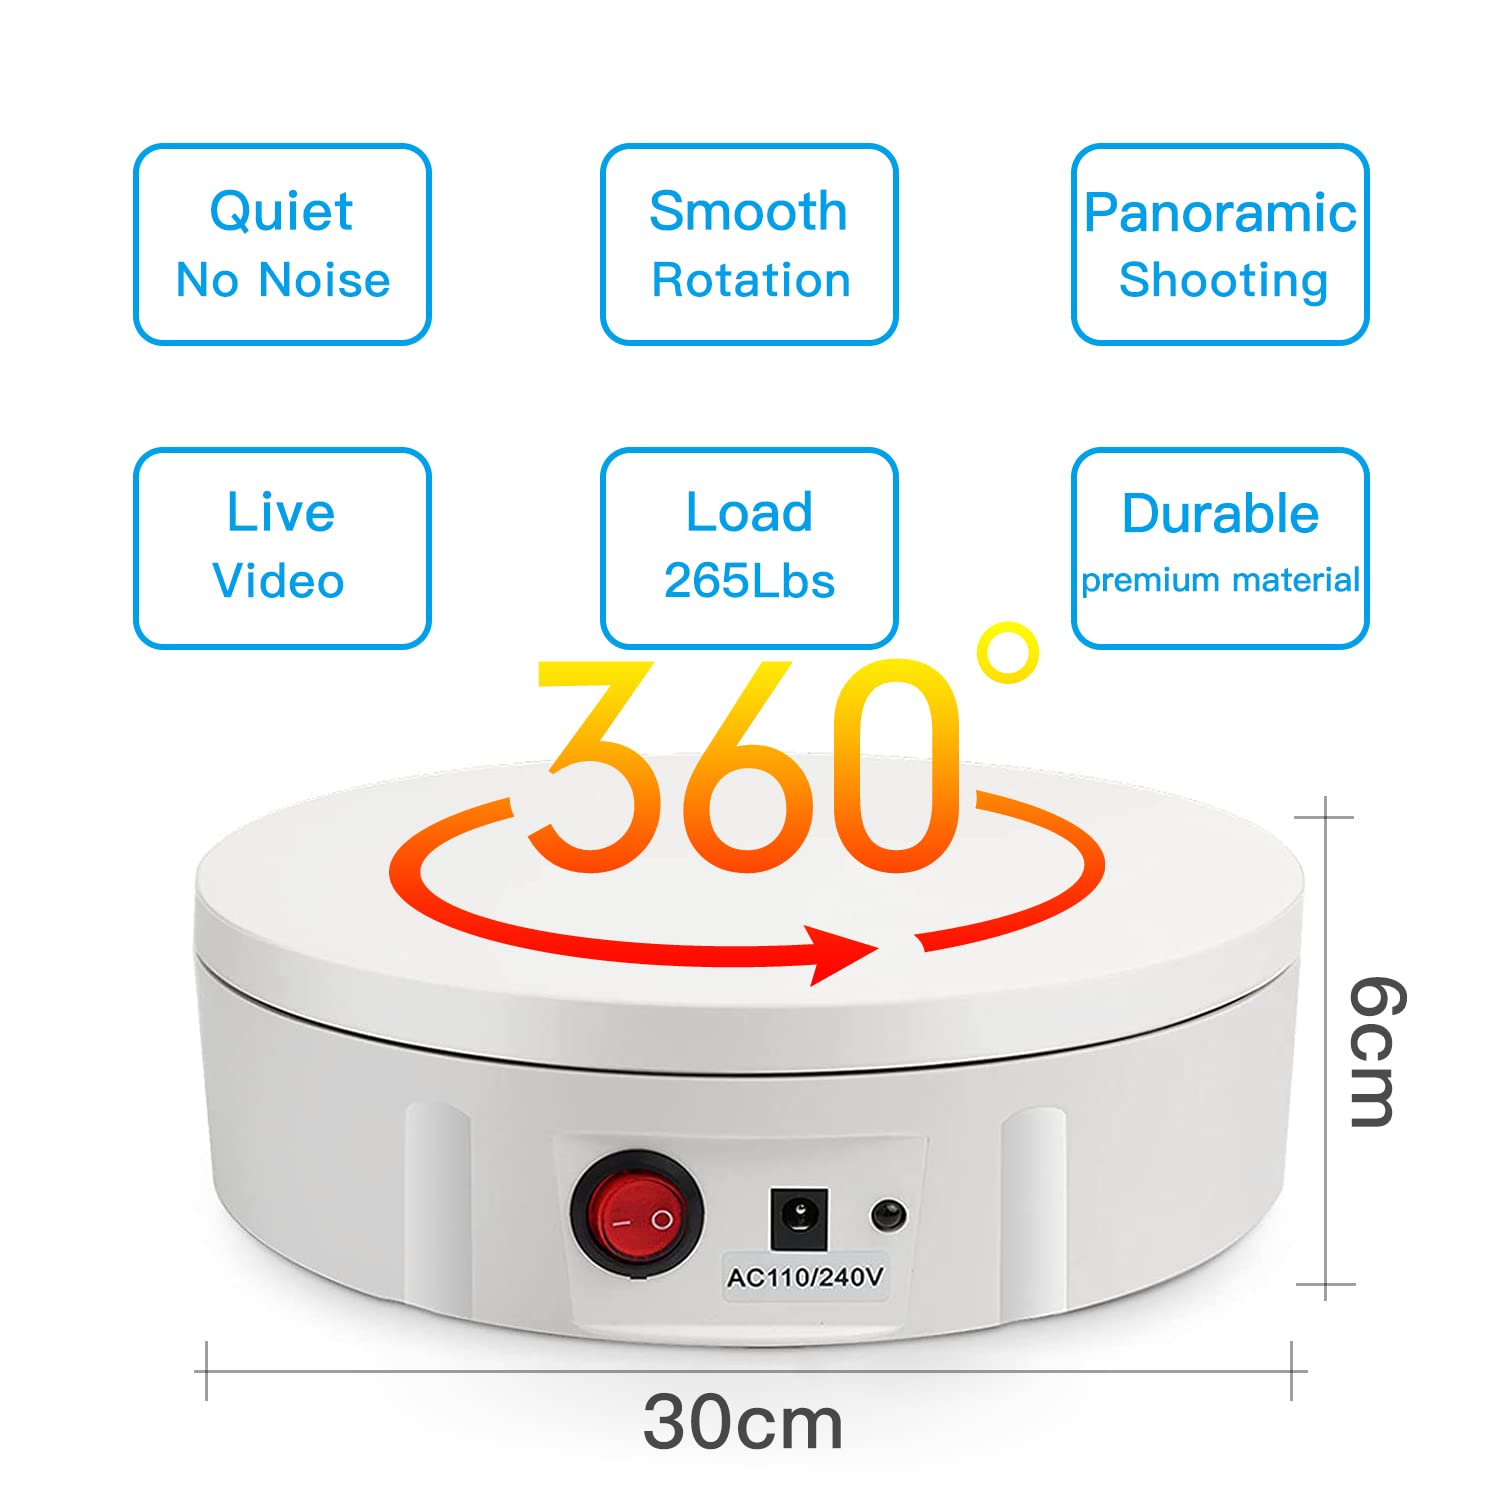 Quiet
No Noise
Smooth
Rotation
Panoramic
Shooting
Live
Video
Load
265Lbs
Durable
premium material
360°
6cm
AC110/240V
30cm